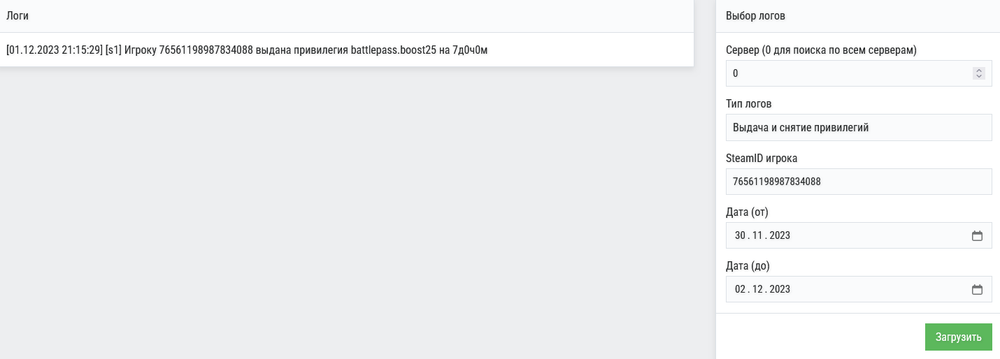 Логи
[01.12.2023 21:15:29] [s1] Игроку 76561198987834088 выдана привилегия battlepass.boost25 на 7д0ч0м
Выбор логов
Сервер (0 для поиска по всем серверам)
0
Тип логов
Выдача и снятие привилегий
SteamID игрока
76561198987834088
Дата (от)
30 . 11 . 2023
Дата (до)
02 . 12 . 2023
Загрузить